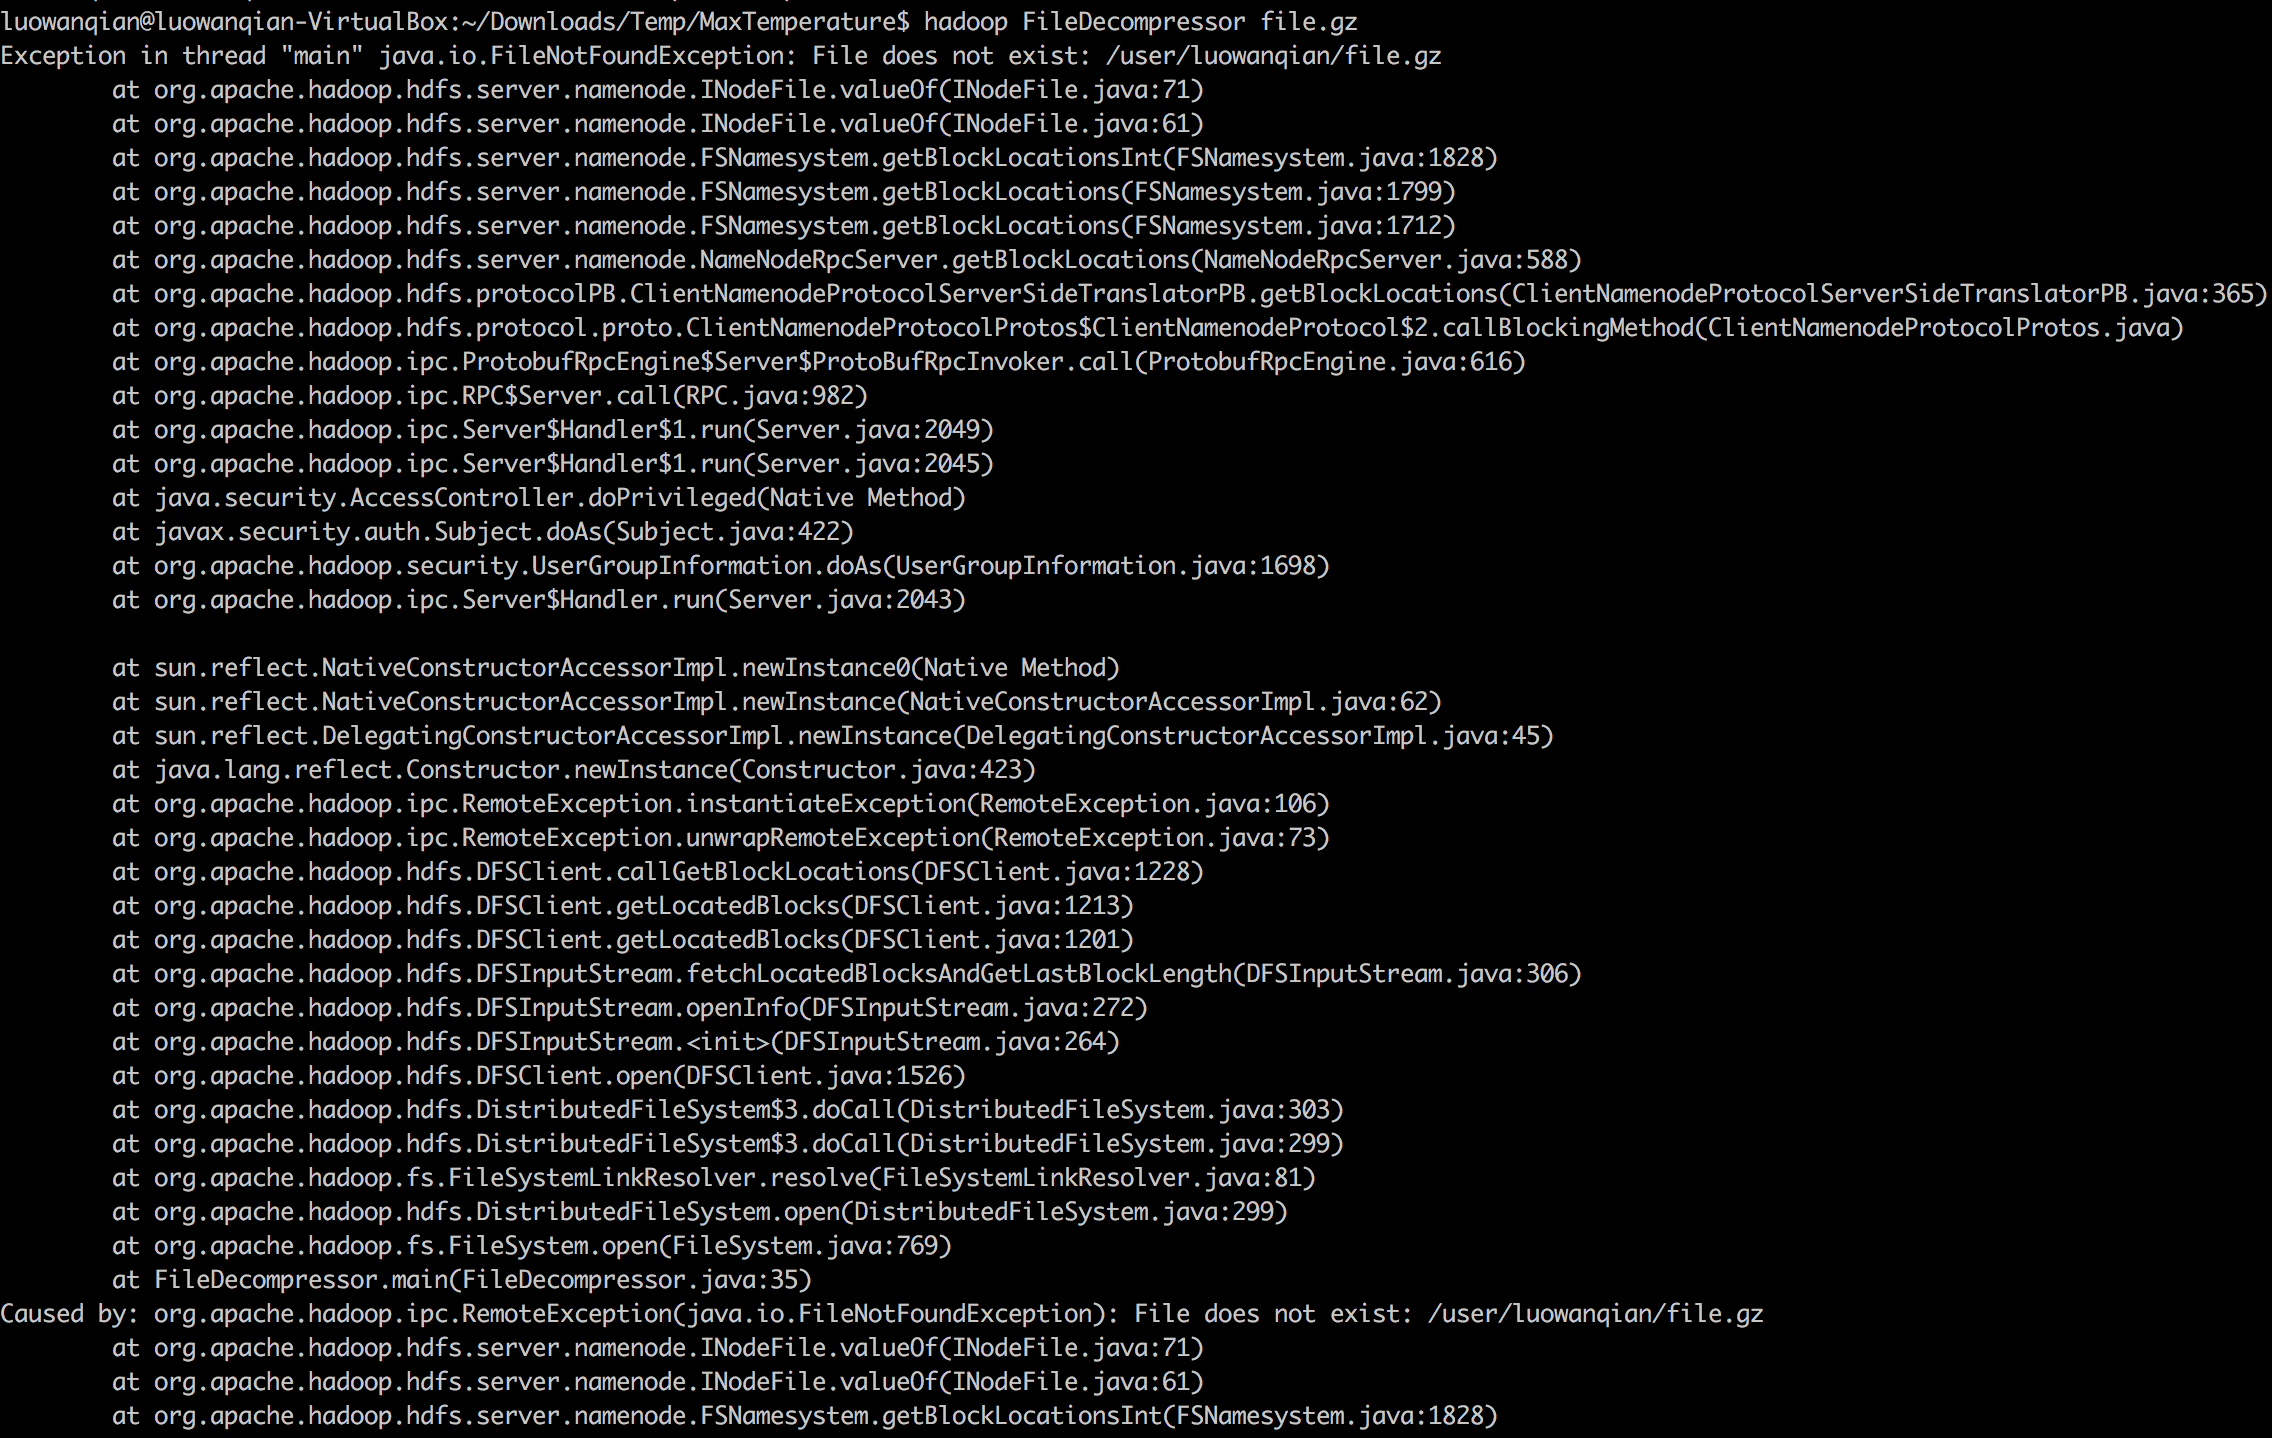 luowanqian@luowanqian-VirtualBox:~/Downloads/Temp/MaxTemperature$ hadoop FileDecompressor file.gz
Exception in thread "main" java.io.FileNotFoundException: File does not exist: /user/luowanqian/file.gz
at org.apache.hadoop.hdfs.server.namenode.INodeFile.valueOf(INodeFile.java:71)
at org.apache.hadoop.hdfs.server.namenode.INodeFile.valueOf(INodeFile.java:61)
at org.apache.hadoop.hdfs.server.namenode.FSNamesystem.getBlockLocationsInt(FSNamesystem.java:1828)
at org.apache.hadoop.hdfs.server.namenode.FSNamesystem.getBlockLocations(FSNamesystem.java:1799)
at org.apache.hadoop.hdfs.server.namenode.FSNamesystem.getBlockLocations(FSNamesystem.java:1712)
at org.apache.hadoop.hdfs.server.namenode.NameNodeRpcServer.getBlockLocations(NameNodeRpcServer.java:588)
at org.apache.hadoop.hdfs.protocolPB.ClientNamenodeProtocolServerSideTranslatorPB.getBlockLocations(ClientNamenodeProtocolServerSideTranslatorPB.java:365)
at org.apache.hadoop.hdfs.protocol.proto.ClientNamenodeProtocolProtos$ClientNamenodeProtocol$2.callBlockingMethod(ClientNamenodeProtocolProtos.java)
at org.apache.hadoop.ipc.ProtobufRpcEngine$Server$ProtoBufRpcInvoker.call(ProtobufRpcEngine.java:616)
at org.apache.hadoop.ipc.RPC$Server.call(RPC.java:982)
at org.apache.hadoop.ipc.Server$Handler$1.run(Server.java:2049)
at org.apache.hadoop.ipc.Server$Handler$1.run(Server.java:2045)
at java.security.AccessController.doPrivileged(Native Method)
at javax.security.auth.Subject.doAs(Subject.java:422)
at org.apache.hadoop.security.UserGroupInformation.doAs(UserGroupInformation.java:1698)
at org.apache.hadoop.ipc.Server$Handler.run(Server.java:2043)
at sun.reflect.NativeConstructorAccessorImpl.newInstance0(Native Method)
at sun.reflect.NativeConstructorAccessorImpl.newInstance(NativeConstructorAccessorImpl.java:62)
at sun.reflect.DelegatingConstructorAccessorImpl.newInstance(DelegatingConstructorAccessorImpl.java:45)
at java.lang.reflect.Constructor.newInstance(Constructor.java:423)
at org.apache.hadoop.ipc.RemoteException.instantiateException(RemoteException.java:106)
at org.apache.hadoop.ipc.RemoteException.unwrapRemoteException(RemoteException.java:73)
at org.apache.hadoop.hdfs.DFSClient.callGetBlockLocations(DFSClient.java:1228)
at org.apache.hadoop.hdfs.DFSClient.getLocatedBlocks(DFSClient.java:1213)
at org.apache.hadoop.hdfs.DFSClient.getLocatedBlocks(DFSClient.java:1201)
at org.apache.hadoop.hdfs.DFSInputStream.fetchLocatedBlocksAndGetLastBlockLength(DFSInputStream.java:306)
at org.apache.hadoop.hdfs.DFSInputStream.openInfo(DFSInputStream.java:272)
at org.apache.hadoop.hdfs.DFSInputStream.<init>(DFSInputStream.java:264)
at org.apache.hadoop.hdfs.DFSClient.open(DFSClient.java:1526)
at org.apache.hadoop.hdfs.DistributedFileSystem$3.doCall(DistributedFileSystem.java:303)
at org.apache.hadoop.hdfs.DistributedFileSystem$3.doCall(DistributedFileSystem.java:299)
at org.apache.hadoop.fs.FileSystemLinkResolver.resolve(FileSystemLinkResolver.java:81)
at org.apache.hadoop.hdfs.DistributedFileSystem.open(DistributedFileSystem.java:299)
at org.apache.hadoop.fs.FileSystem.open(FileSystem.java:769)
at FileDecompressor.main(FileDecompressor.java:35)
Caused by: org.apache.hadoop.ipc.RemoteException(java.io.FileNotFoundException): File does not exist: /user/luowanqian/file.gz
at org.apache.hadoop.hdfs.server.namenode.INodeFile.valueOf(INodeFile.java:71)
at org.apache.hadoop.hdfs.server.namenode.INodeFile.valueOf(INodeFile.java:61)
at org.apache.hadoop.hdfs.server.namenode.FSNamesystem.getBlockLocationsInt(FSNamesystem.java:1828)